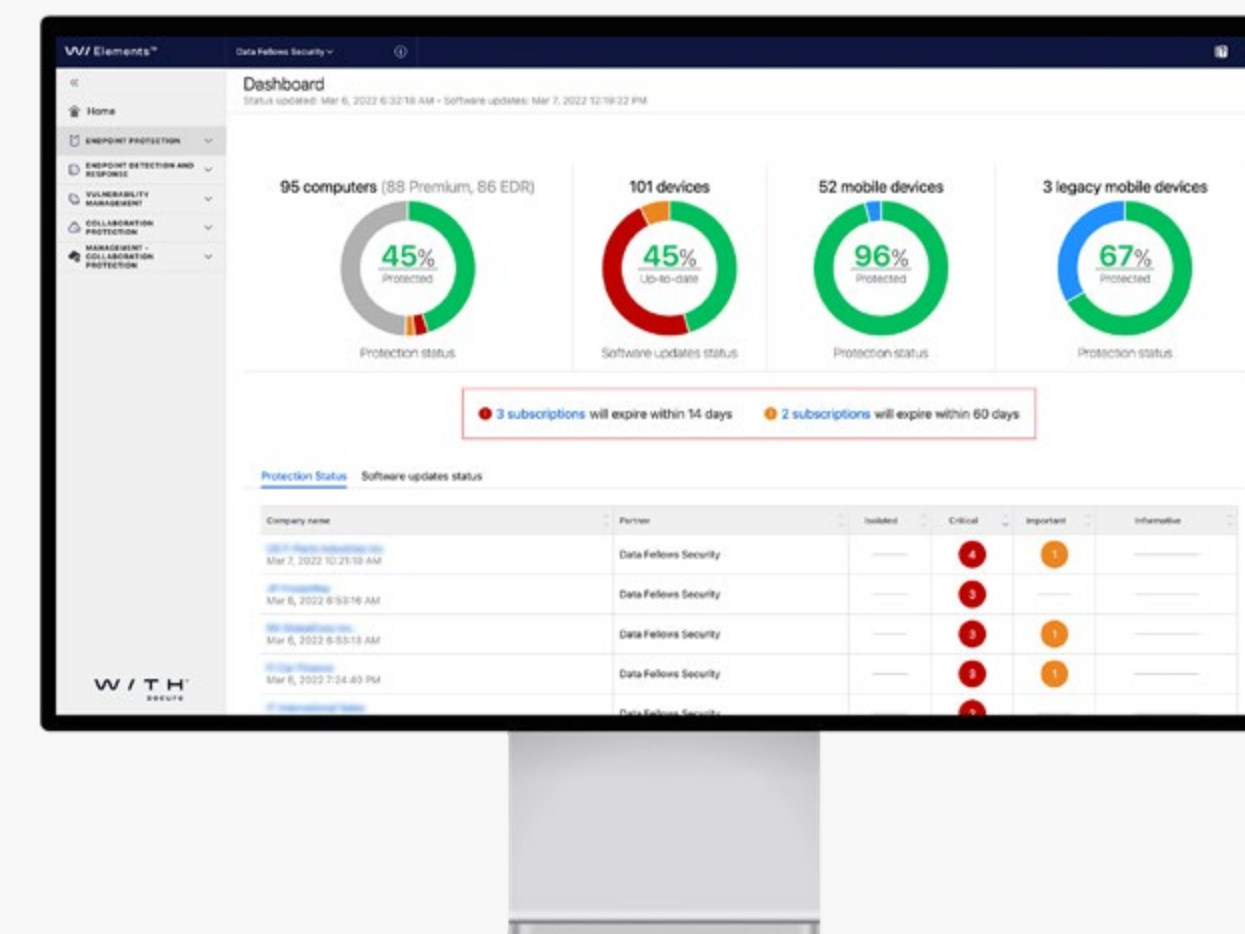 W/ Elements™
Data Fellows Security
Dashboard
Status updated: Mar 6, 2022 6:32:18 AM - Software updates: Mar 7, 2022 12:19:22 PM
Home
ENDPOINT PROTECTION
ENDPOINT DETECTION AND
RESPONSE
VULNERABILITY
MANAGEMENT
COLLABORATION
PROTECTION
MANAGEMENT -
COLLABORATION
PROTECTION
95 computers (88 Premium, 86 EDR)
45%
Protected
Protection status
101 devices
45%
Up-to-date
Software updates status
52 mobile devices
96%
Protected
Protection status
3 legacy mobile devices
67%
Protected
Protection status
3 subscriptions will expire within 14 days
2 subscriptions will expire within 60 days
Protection Status Software updates status
Company name Partner Isolated Critical Important Informative
Mar 7, 2022 10:21:19 AM
Data Fellows Security 4 1
Mar 6, 2022 6:53:16 AM
Data Fellows Security 3
Mar 6, 2022 6:53:13 AM
Data Fellows Security 3 1
Mar 6, 2022 7:24:40 PM
Data Fellows Security 3 1
Data Fellows Security
W / T H
secure